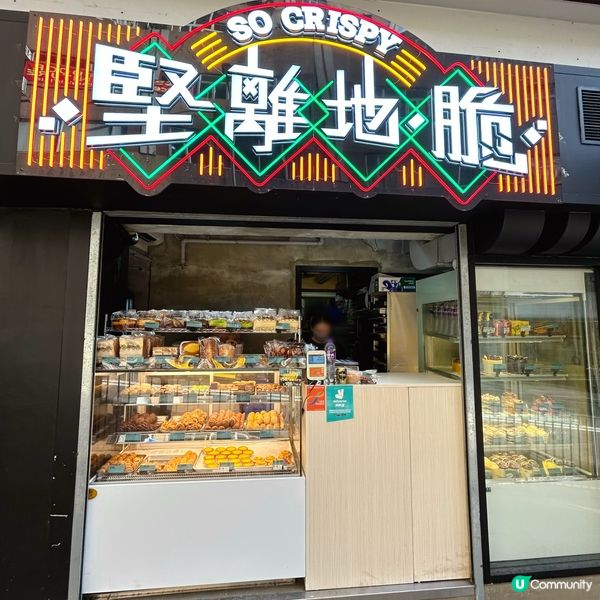 SO CRISPY
堅離地·脆
U Community